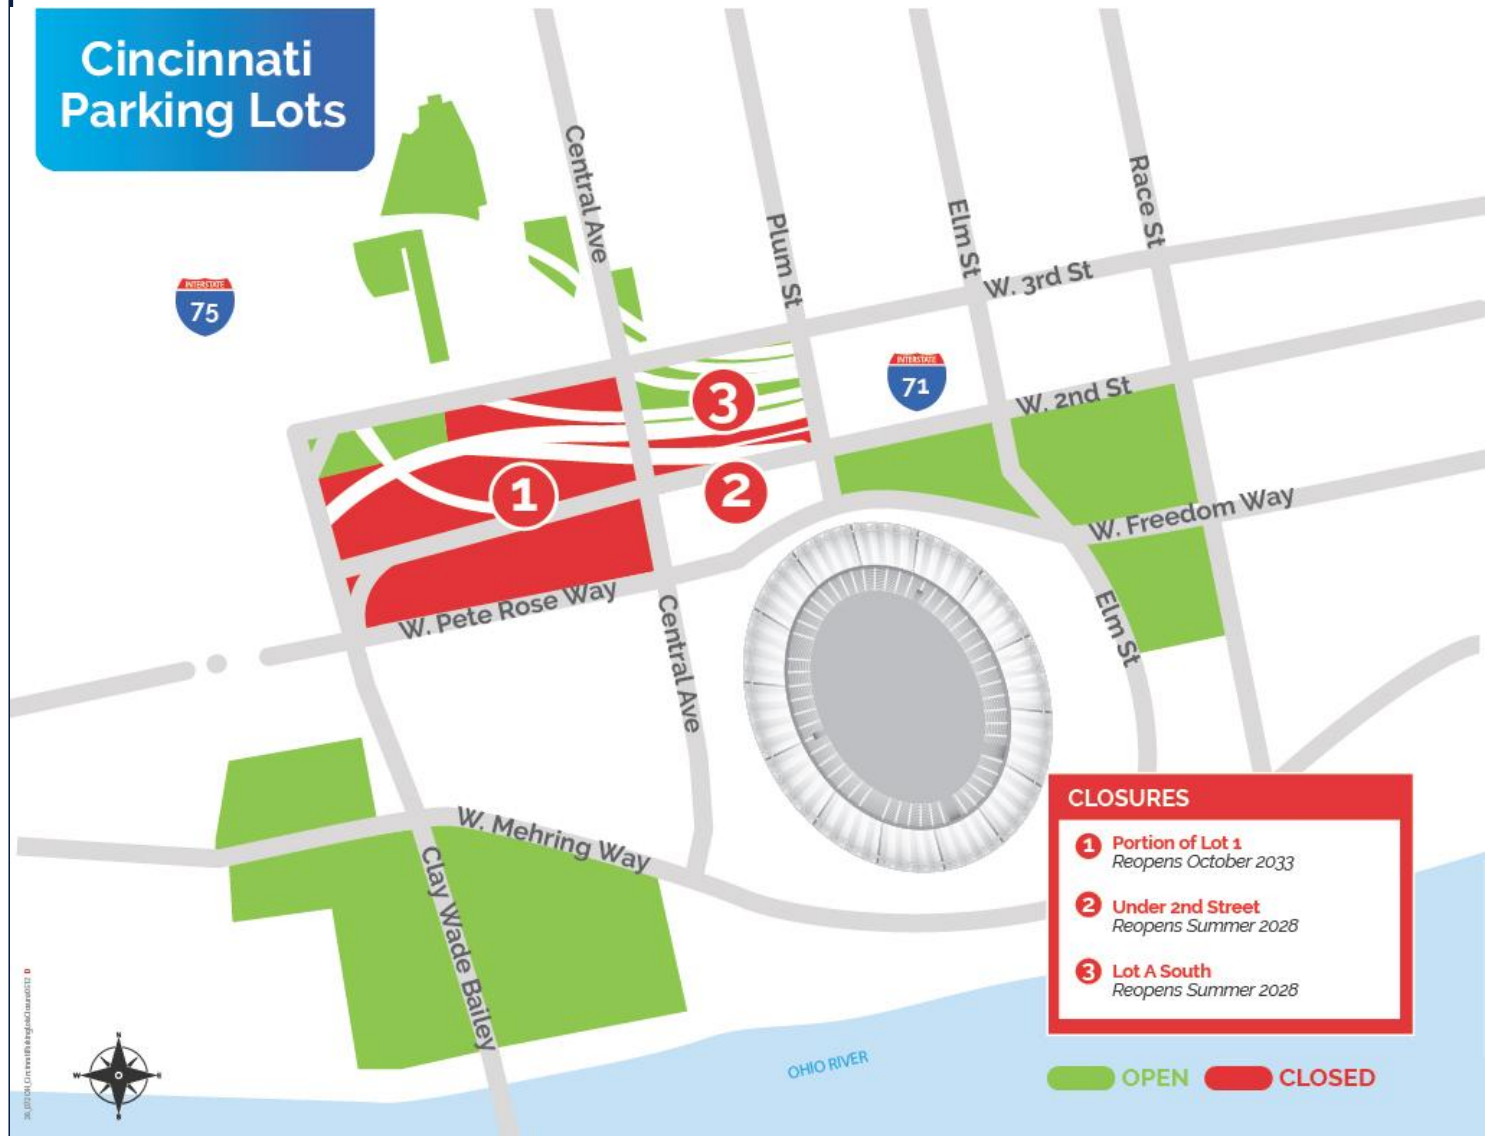 Cincinnati
Parking Lots
Central Ave
Plum St
Elm St
Race St
W. 3rd St
INTERSTATE
75
INTERSTATE
71
W. 2nd St
3
1
2
W. Freedom Way
W. Pete Rose Way
Central Ave
Elm St
W. Mehring Way
Clay Wade Bailey
CLOSURES
1 Portion of Lot 1
Reopens October 2033
2 Under 2nd Street
Reopens Summer 2028
3 Lot A South
Reopens Summer 2028
OHIO RIVER
OPEN CLOSED
N
W E
S